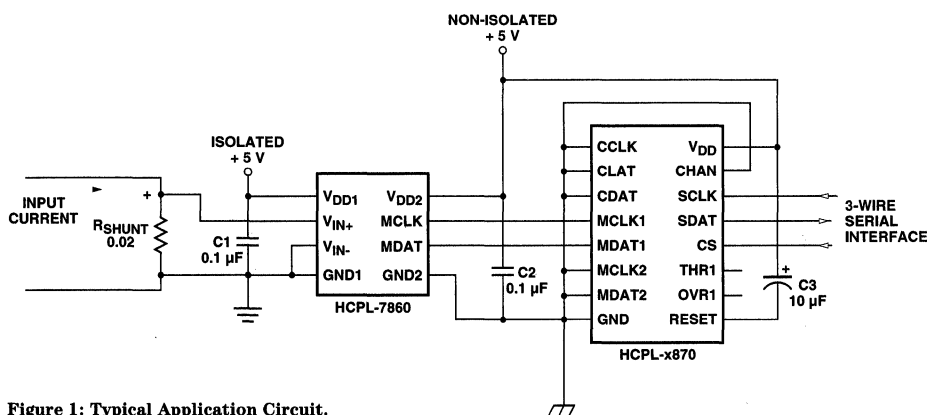 NON-ISOLATED
+ 5 V
ISOLATED
+ 5 V
INPUT
CURRENT
+
RSHUNT
0.02
C1
0.1 µF
VDD1
VIN+
VIN-
GND1
VDD2
MCLK
MDAT
GND2
HCPL-7860
C2
0.1 µF
CCLK
CLAT
CDAT
MCLK1
MDAT1
MCLK2
MDAT2
GND
VDD
CHAN
SCLK
SDAT
CS
THR1
OVR1
RESET
HCPL-x870
3-WIRE
SERIAL
INTERFACE
+
C3
10 µF
Figure 1: Typical Application Circuit.